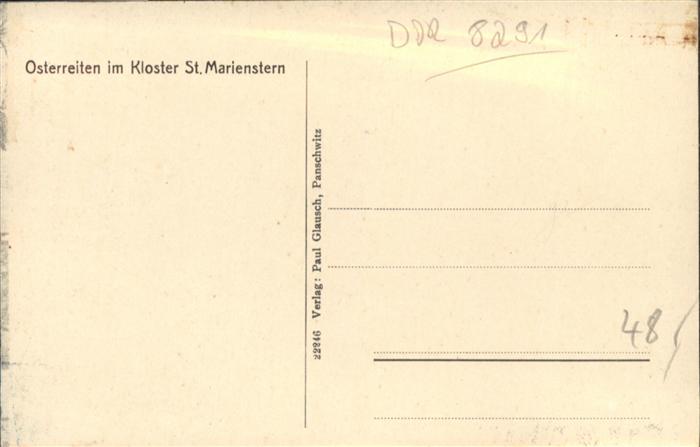 DDR 8291
Osterreiten im Kloster St. Marienstern
22246 Verlag: Paul Glausch, Panschwitz
48